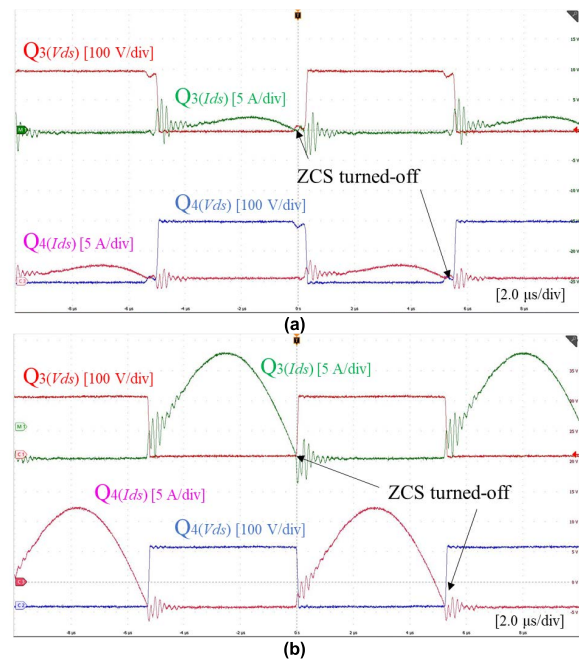 Q3(Vds) [100 V/div]
Q3(Ids) [5 A/div]
ZCS turned-off
Q4(Vds) [100 V/div]
Q4(Ids) [5 A/div]
[2.0 μs/div]
(a)
Q3(Vds) [100 V/div]
Q3(Ids) [5 A/div]
ZCS turned-off
Q4(Ids) [5 A/div]
Q4(Vds) [100 V/div]
[2.0 μs/div]
(b)